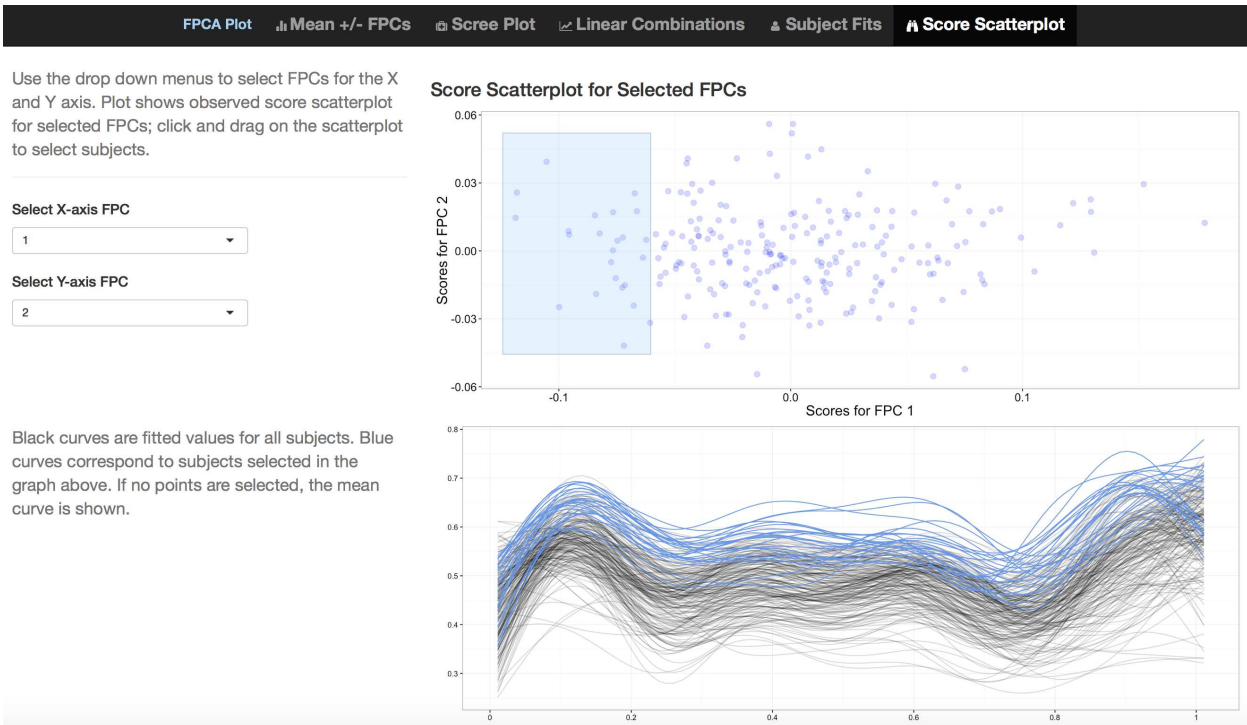 FPCA Plot Mean +/- FPCs Scree Plot Linear Combinations Subject Fits Score Scatterplot
Use the drop down menus to select FPCs for the X
and Y axis. Plot shows observed score scatterplot
for selected FPCs; click and drag on the scatterplot
to select subjects.
Select X-axis FPC
1
Select Y-axis FPC
2
Black curves are fitted values for all subjects. Blue
curves correspond to subjects selected in the
graph above. If no points are selected, the mean
curve is shown.
Score Scatterplot for Selected FPCs
0.06
0.03
0.00
-0.03
-0.06
Scores for FPC 2
-0.1 0.0 0.1
Scores for FPC 1
0.8
0.7
0.6
0.5
0.4
0.3
0 0.2 0.4 0.6 0.8 1